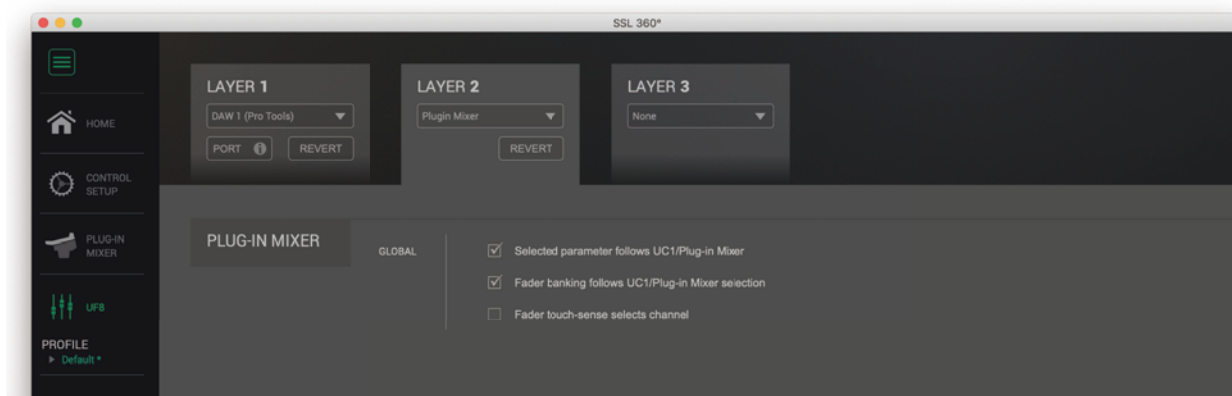 SSL 360°
HOME
CONTROL
SETUP
PLUG-IN
MIXER
UF8
PROFILE
Default *
LAYER 1
DAW 1 (Pro Tools)
PORT
REVERT
LAYER 2
Plugin Mixer
REVERT
LAYER 3
None
PLUG-IN MIXER
GLOBAL
Selected parameter follows UC1/Plug-in Mixer
Fader banking follows UC1/Plug-in Mixer selection
Fader touch-sense selects channel